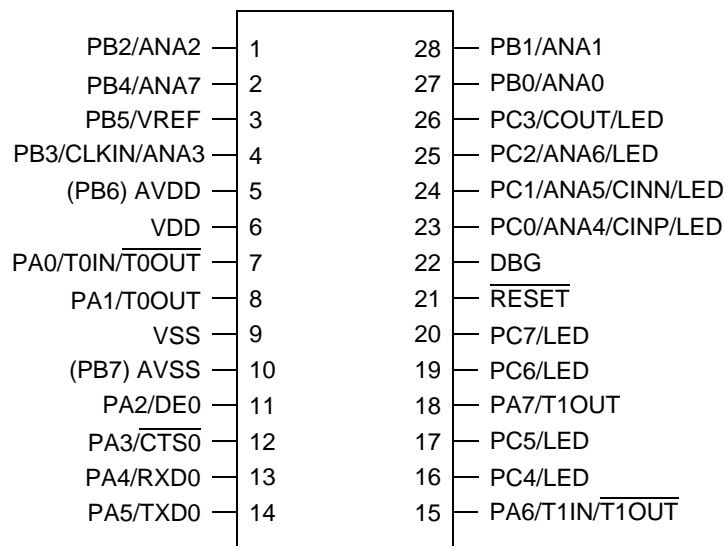 PB2/ANA2 1 28 PB1/ANA1
PB4/ANA7 2 27 PB0/ANA0
PB5/VREF 3 26 PC3/COUT/LED
PB3/CLKIN/ANA3 4 25 PC2/ANA6/LED
(PB6) AVDD 5 24 PC1/ANA5/CINN/LED
VDD 6 23 PC0/ANA4/CINP/LED
PA0/T0IN/T̅0̅O̅U̅T̅ 7 22 DBG
PA1/T0OUT 8 21 R̅E̅S̅E̅T̅
VSS 9 20 PC7/LED
(PB7) AVSS 10 19 PC6/LED
PA2/DE0 11 18 PA7/T1OUT
PA3/C̅T̅S̅0̅ 12 17 PC5/LED
PA4/RXD0 13 16 PC4/LED
PA5/TXD0 14 15 PA6/T1IN/T̅1̅O̅U̅T̅